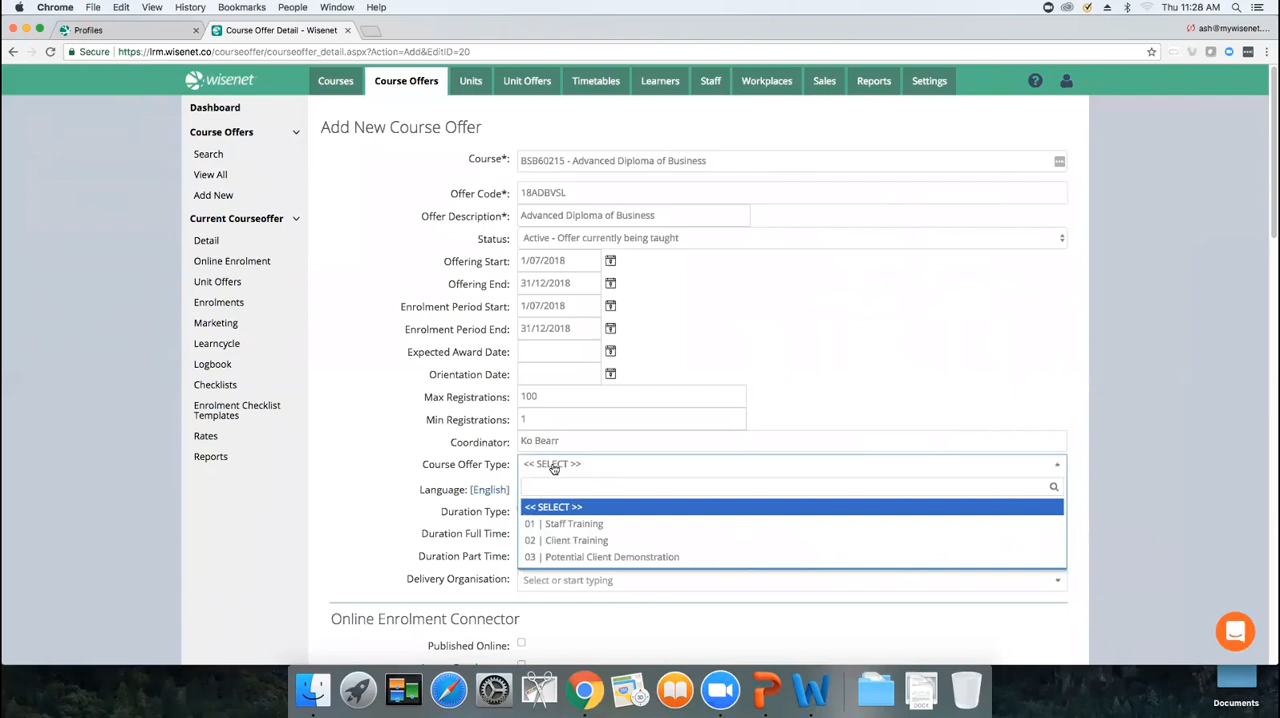 Chrome File Edit View History Bookmarks People Window Help Thu 11:28 AM
Profiles Course Offer Detail - Wisenet ash@mywisenet....
Secure https://lrm.wisenet.co/courseoffer/courseoffer_detail.aspx?Action=Add&EditID=20
wisenet Courses Course Offers Units Unit Offers Timetables Learners Staff Workplaces Sales Reports Settings
Dashboard
Course Offers
Search
View All
Add New
Current Courseoffer
Detail
Online Enrolment
Unit Offers
Enrolments
Marketing
Learncycle
Logbook
Checklists
Enrolment Checklist
Templates
Rates
Reports
Add New Course Offer
Course*: BSB60215 - Advanced Diploma of Business
Offer Code*: 18ADBVSL
Offer Description*: Advanced Diploma of Business
Status: Active - Offer currently being taught
Offering Start: 1/07/2018
Offering End: 31/12/2018
Enrolment Period Start: 1/07/2018
Enrolment Period End: 31/12/2018
Expected Award Date:
Orientation Date:
Max Registrations: 100
Min Registrations: 1
Coordinator: Ko Bearr
Course Offer Type: << SELECT >>
Language: [English]
<< SELECT >>
Duration Type:
01 | Staff Training
Duration Full Time:
02 | Client Training
Duration Part Time:
03 | Potential Client Demonstration
Delivery Organisation: Select or start typing
Online Enrolment Connector
Published Online:
Documents